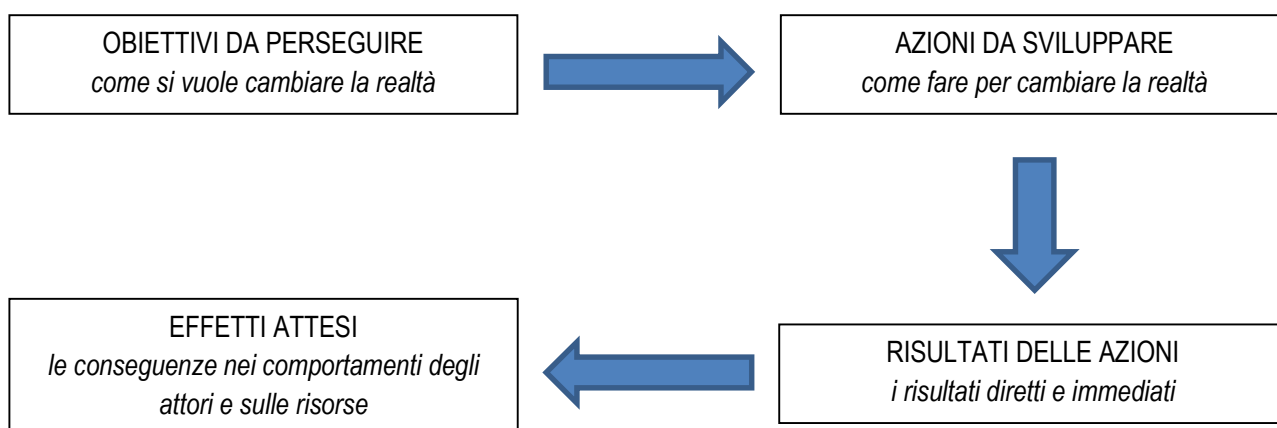 OBIETTIVI DA PERSEGUIRE
come si vuole cambiare la realtà
AZIONI DA SVILUPPARE
come fare per cambiare la realtà
RISULTATI DELLE AZIONI
i risultati diretti e immediati
EFFETTI ATTESI
le conseguenze nei comportamenti degli
attori e sulle risorse